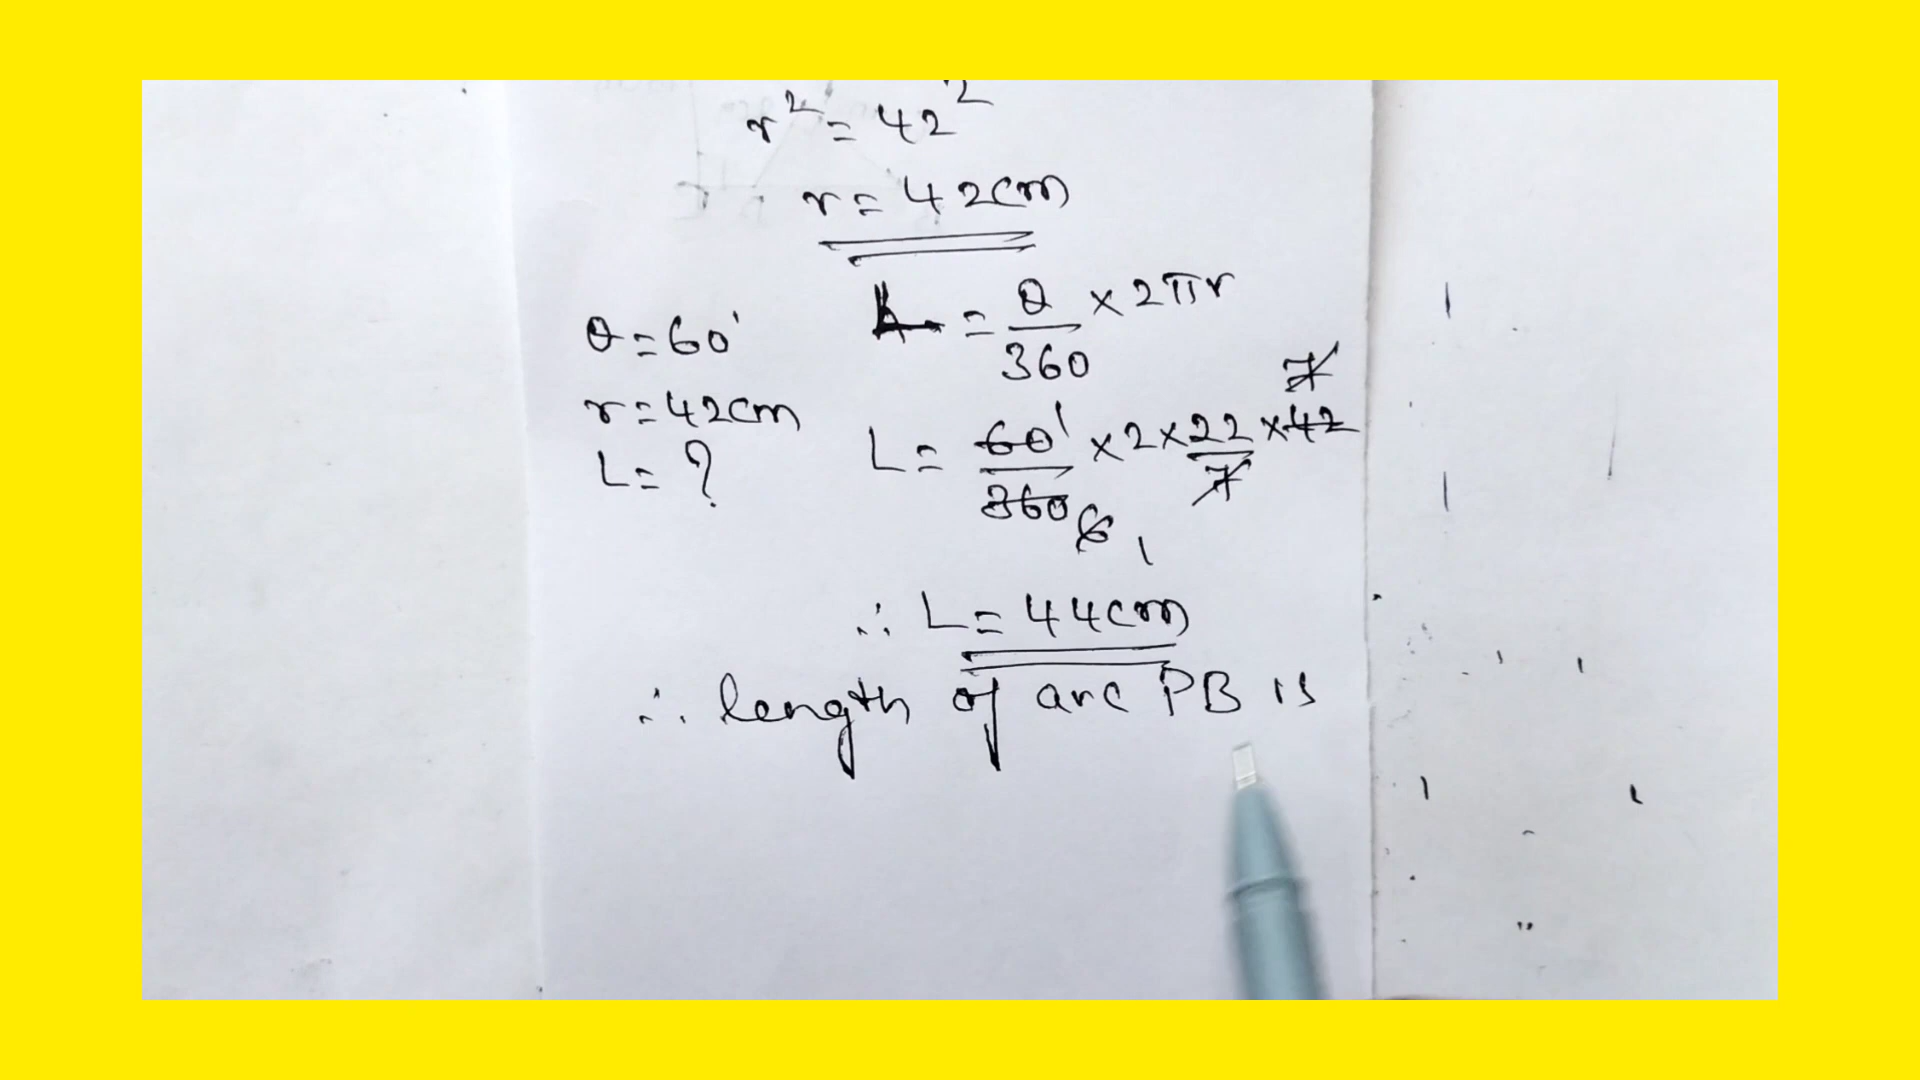 r² = 42²
r = 42cm
θ = 60° L = θ/360 × 2πr
r = 42cm
L = 60/360 × 2 × 22/7 × 42
L = ?
∴ L = 44cm
∴ length of arc PB is